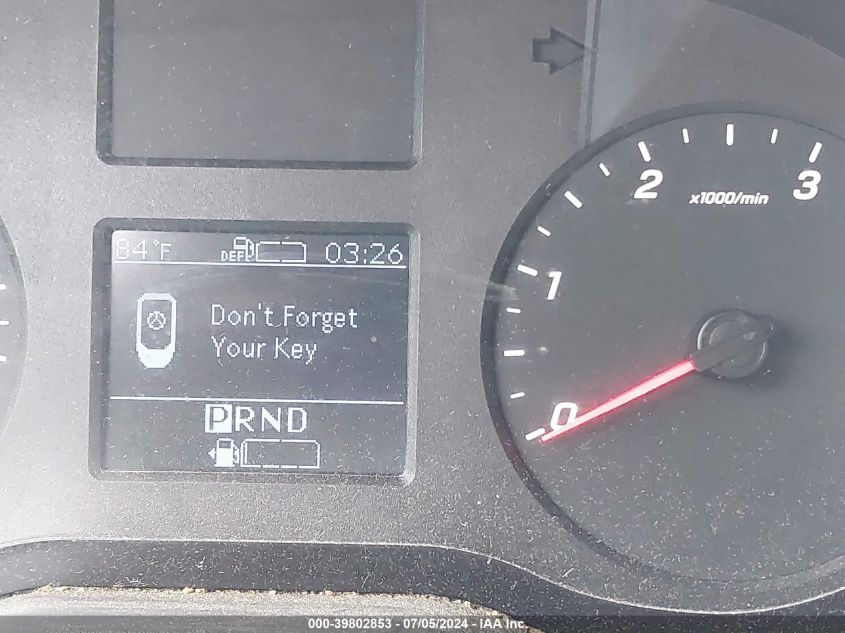 84°F DEF 03:26
Don't Forget
Your Key
PRND
0
1
2
3
x1000/min
000-39802853 - 07/05/2024 - IAA Inc.